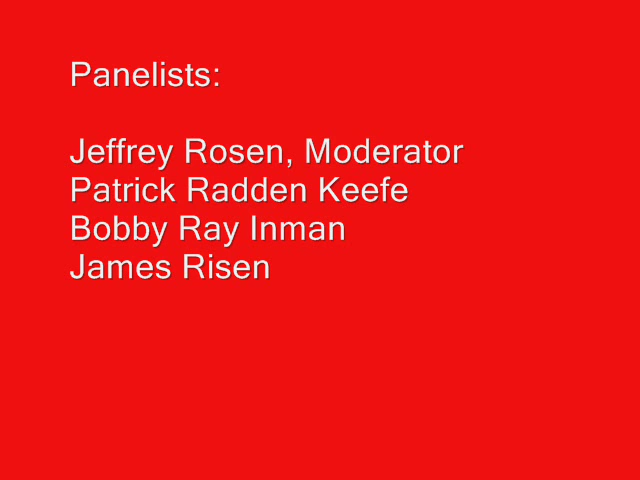 Panelists:
Jeffrey Rosen, Moderator
Patrick Radden Keefe
Bobby Ray Inman
James Risen